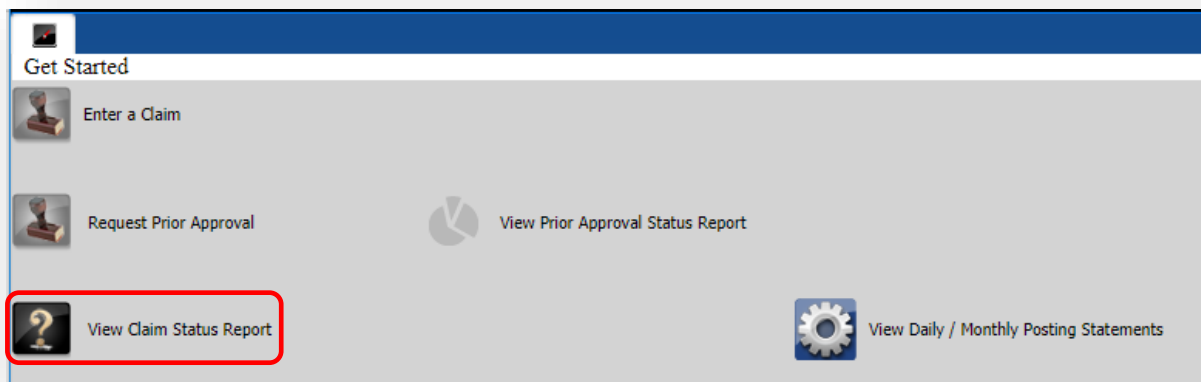 Get Started
Enter a Claim
Request Prior Approval
View Prior Approval Status Report
View Claim Status Report
View Daily / Monthly Posting Statements